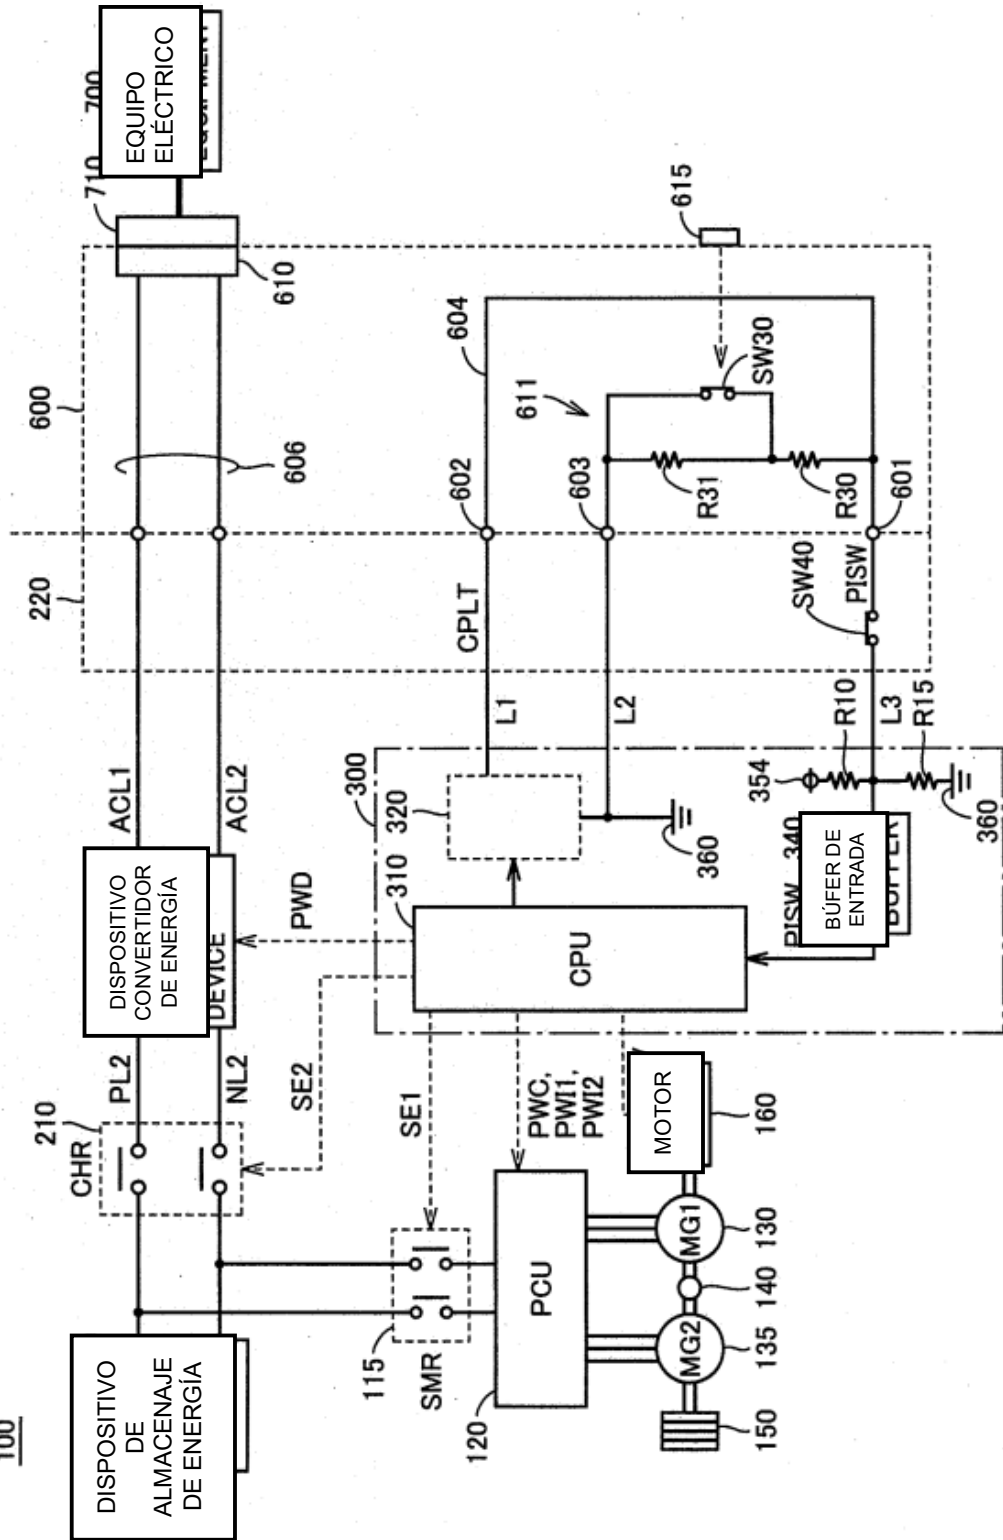 100
DISPOSITIVO
DE
ALMACENAJE
DE ENERGÍA
CHR
210
PL2
NL2
DISPOSITIVO
CONVERTIDOR
DE ENERGÍA
DEVICE
ACL1
ACL2
220
600
606
610
710
700
EQUIPO
ELÉCTRICO
115
SMR
SE1
SE2
PWD
300
310
320
CPU
CPLT
L1
L2
L3
602
603
601
604
611
615
SW30
R31
R30
SW40
PISW
120
PCU
PWC,
PWI1,
PWI2
360
354
R10
R15
360
PISW
340
BÚFER DE
ENTRADA
BUFFER
MOTOR
160
MG1
130
140
MG2
135
150